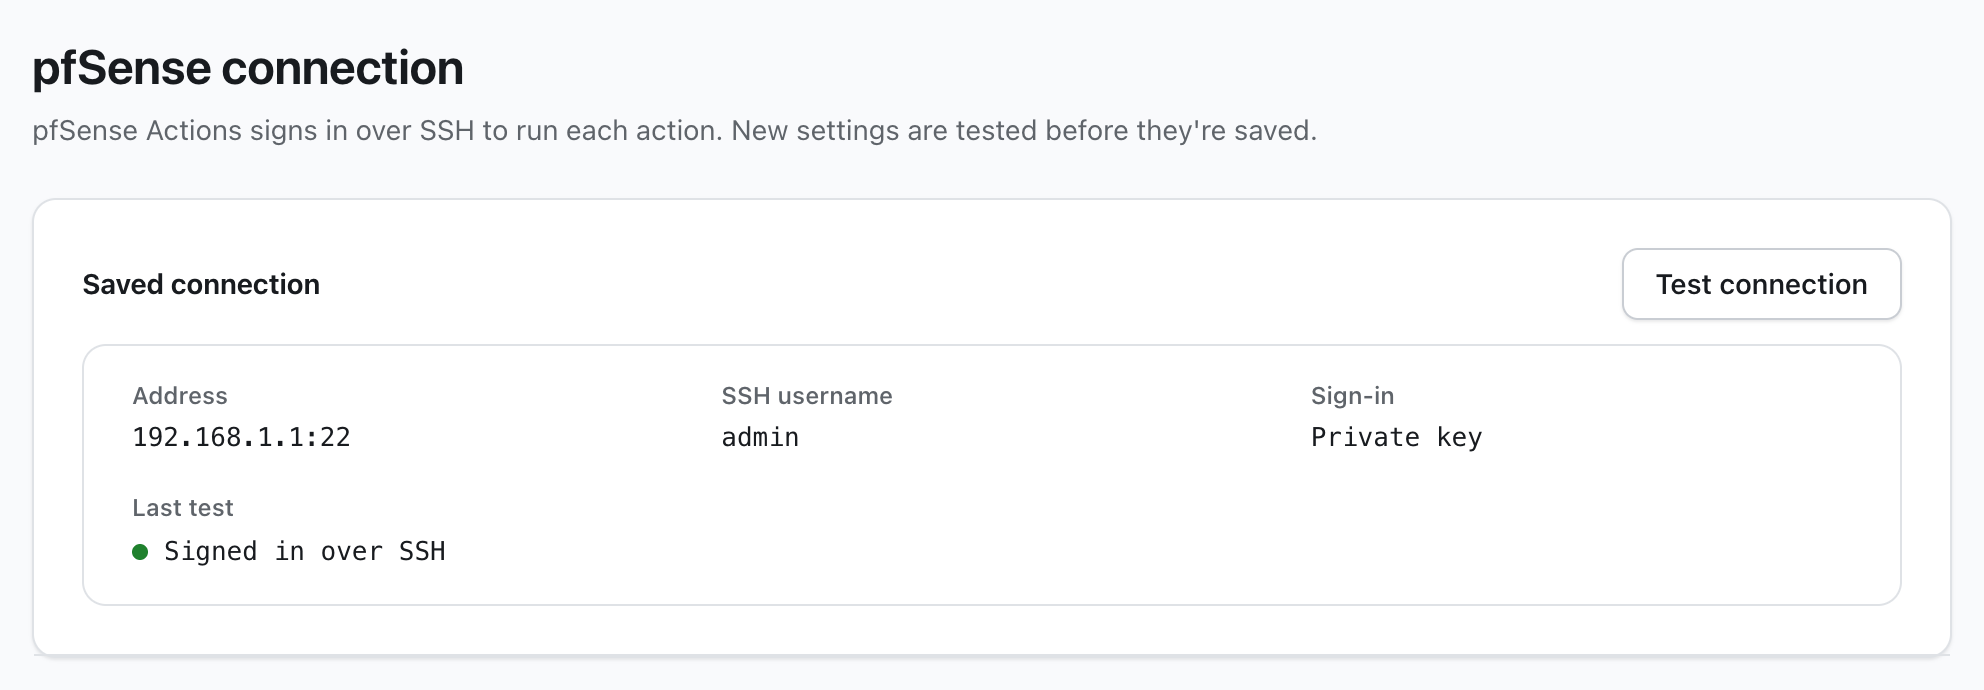 pfSense connection
pfSense Actions signs in over SSH to run each action. New settings are tested before they're saved.
Saved connection
Test connection
Address
SSH username
Sign-in
192.168.1.1:22
admin
Private key
Last test
Signed in over SSH